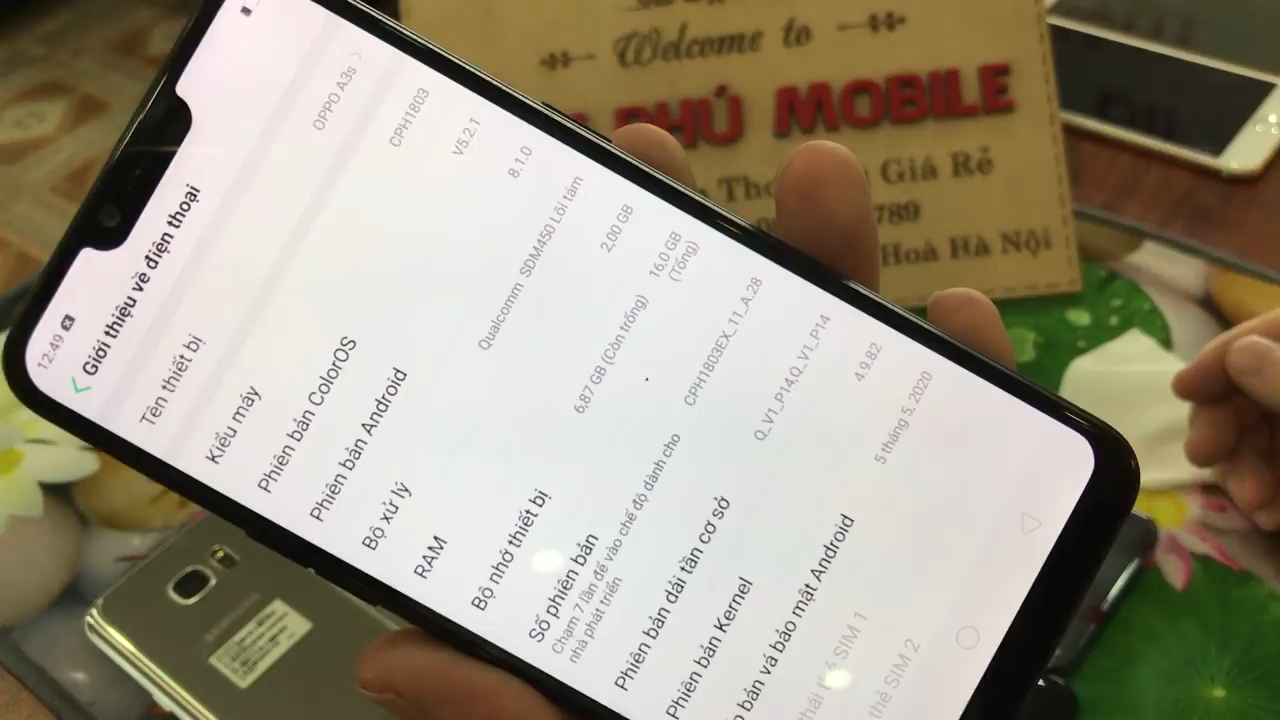 12:49
Giới thiệu về điện thoại
Tên thiết bị
OPPO A3s
Kiểu máy
CPH1803
Phiên bản ColorOS
V5.2.1
Phiên bản Android
8.1.0
Bộ xử lý
Qualcomm SDM450 Lõi tám
RAM
2,00 GB
Bộ nhớ thiết bị
6,87 GB (Còn trống)
16,0 GB
(Tổng)
Số phiên bản
Chạm 7 lần để vào chế độ dành cho
nhà phát triển
CPH1803EX_11_A.28
Phiên bản dải tần cơ sở
Q_V1_P14,Q_V1_P14
Phiên bản Kernel
4.9.82
bản vá bảo mật Android
5 tháng 5, 2020
thái thẻ SIM 1
thẻ SIM 2
Welcome to
PHÚ MOBILE
Giá Rẻ
789
Hoà Hà Nội
SAMSUNG